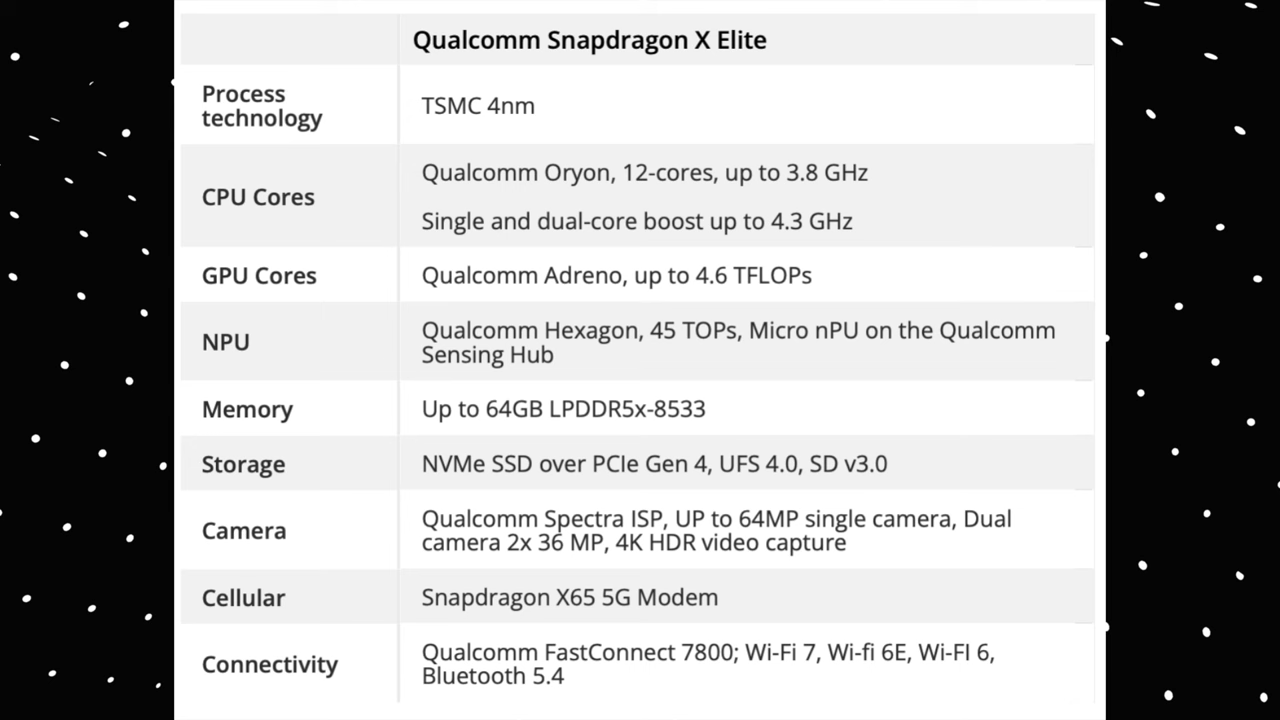 Qualcomm Snapdragon X Elite
Process
technology
TSMC 4nm
CPU Cores
Qualcomm Oryon, 12-cores, up to 3.8 GHz
Single and dual-core boost up to 4.3 GHz
GPU Cores
Qualcomm Adreno, up to 4.6 TFLOPs
NPU
Qualcomm Hexagon, 45 TOPs, Micro nPU on the Qualcomm
Sensing Hub
Memory
Up to 64GB LPDDR5x-8533
Storage
NVMe SSD over PCIe Gen 4, UFS 4.0, SD v3.0
Camera
Qualcomm Spectra ISP, UP to 64MP single camera, Dual
camera 2x 36 MP, 4K HDR video capture
Cellular
Snapdragon X65 5G Modem
Connectivity
Qualcomm FastConnect 7800; Wi-Fi 7, Wi-fi 6E, Wi-FI 6,
Bluetooth 5.4